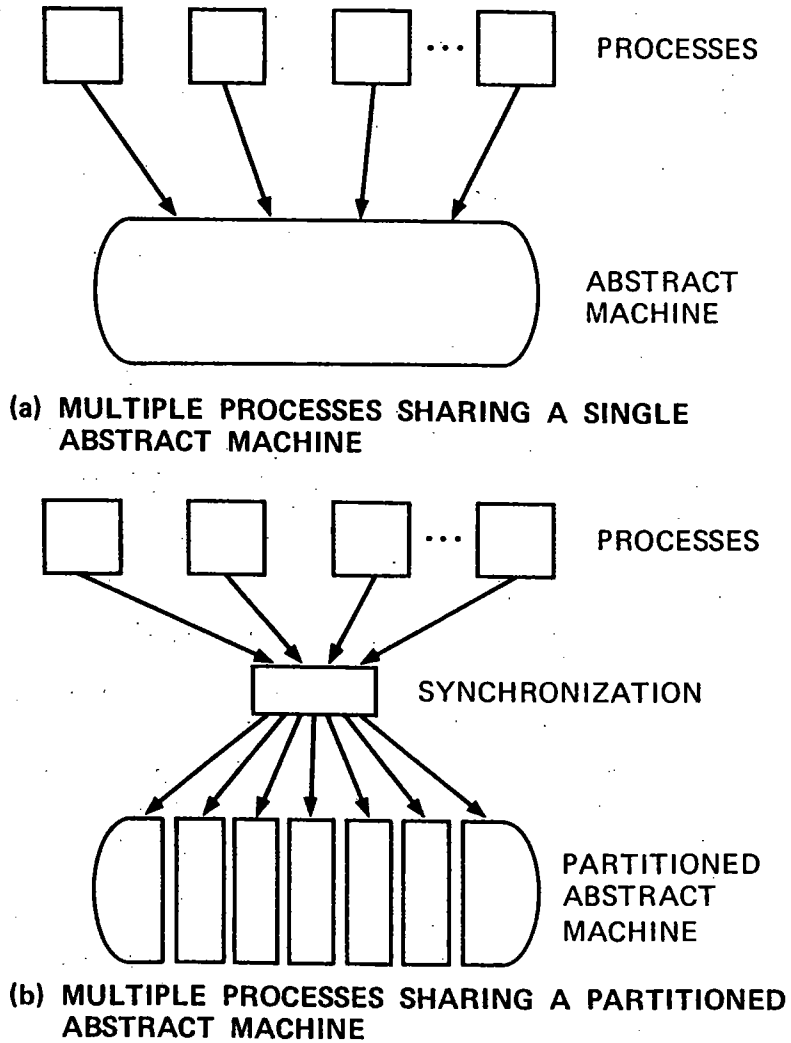 PROCESSES
ABSTRACT
MACHINE
(a) MULTIPLE PROCESSES SHARING A SINGLE
ABSTRACT MACHINE
PROCESSES
SYNCHRONIZATION
PARTITIONED
ABSTRACT
MACHINE
(b) MULTIPLE PROCESSES SHARING A PARTITIONED
ABSTRACT MACHINE